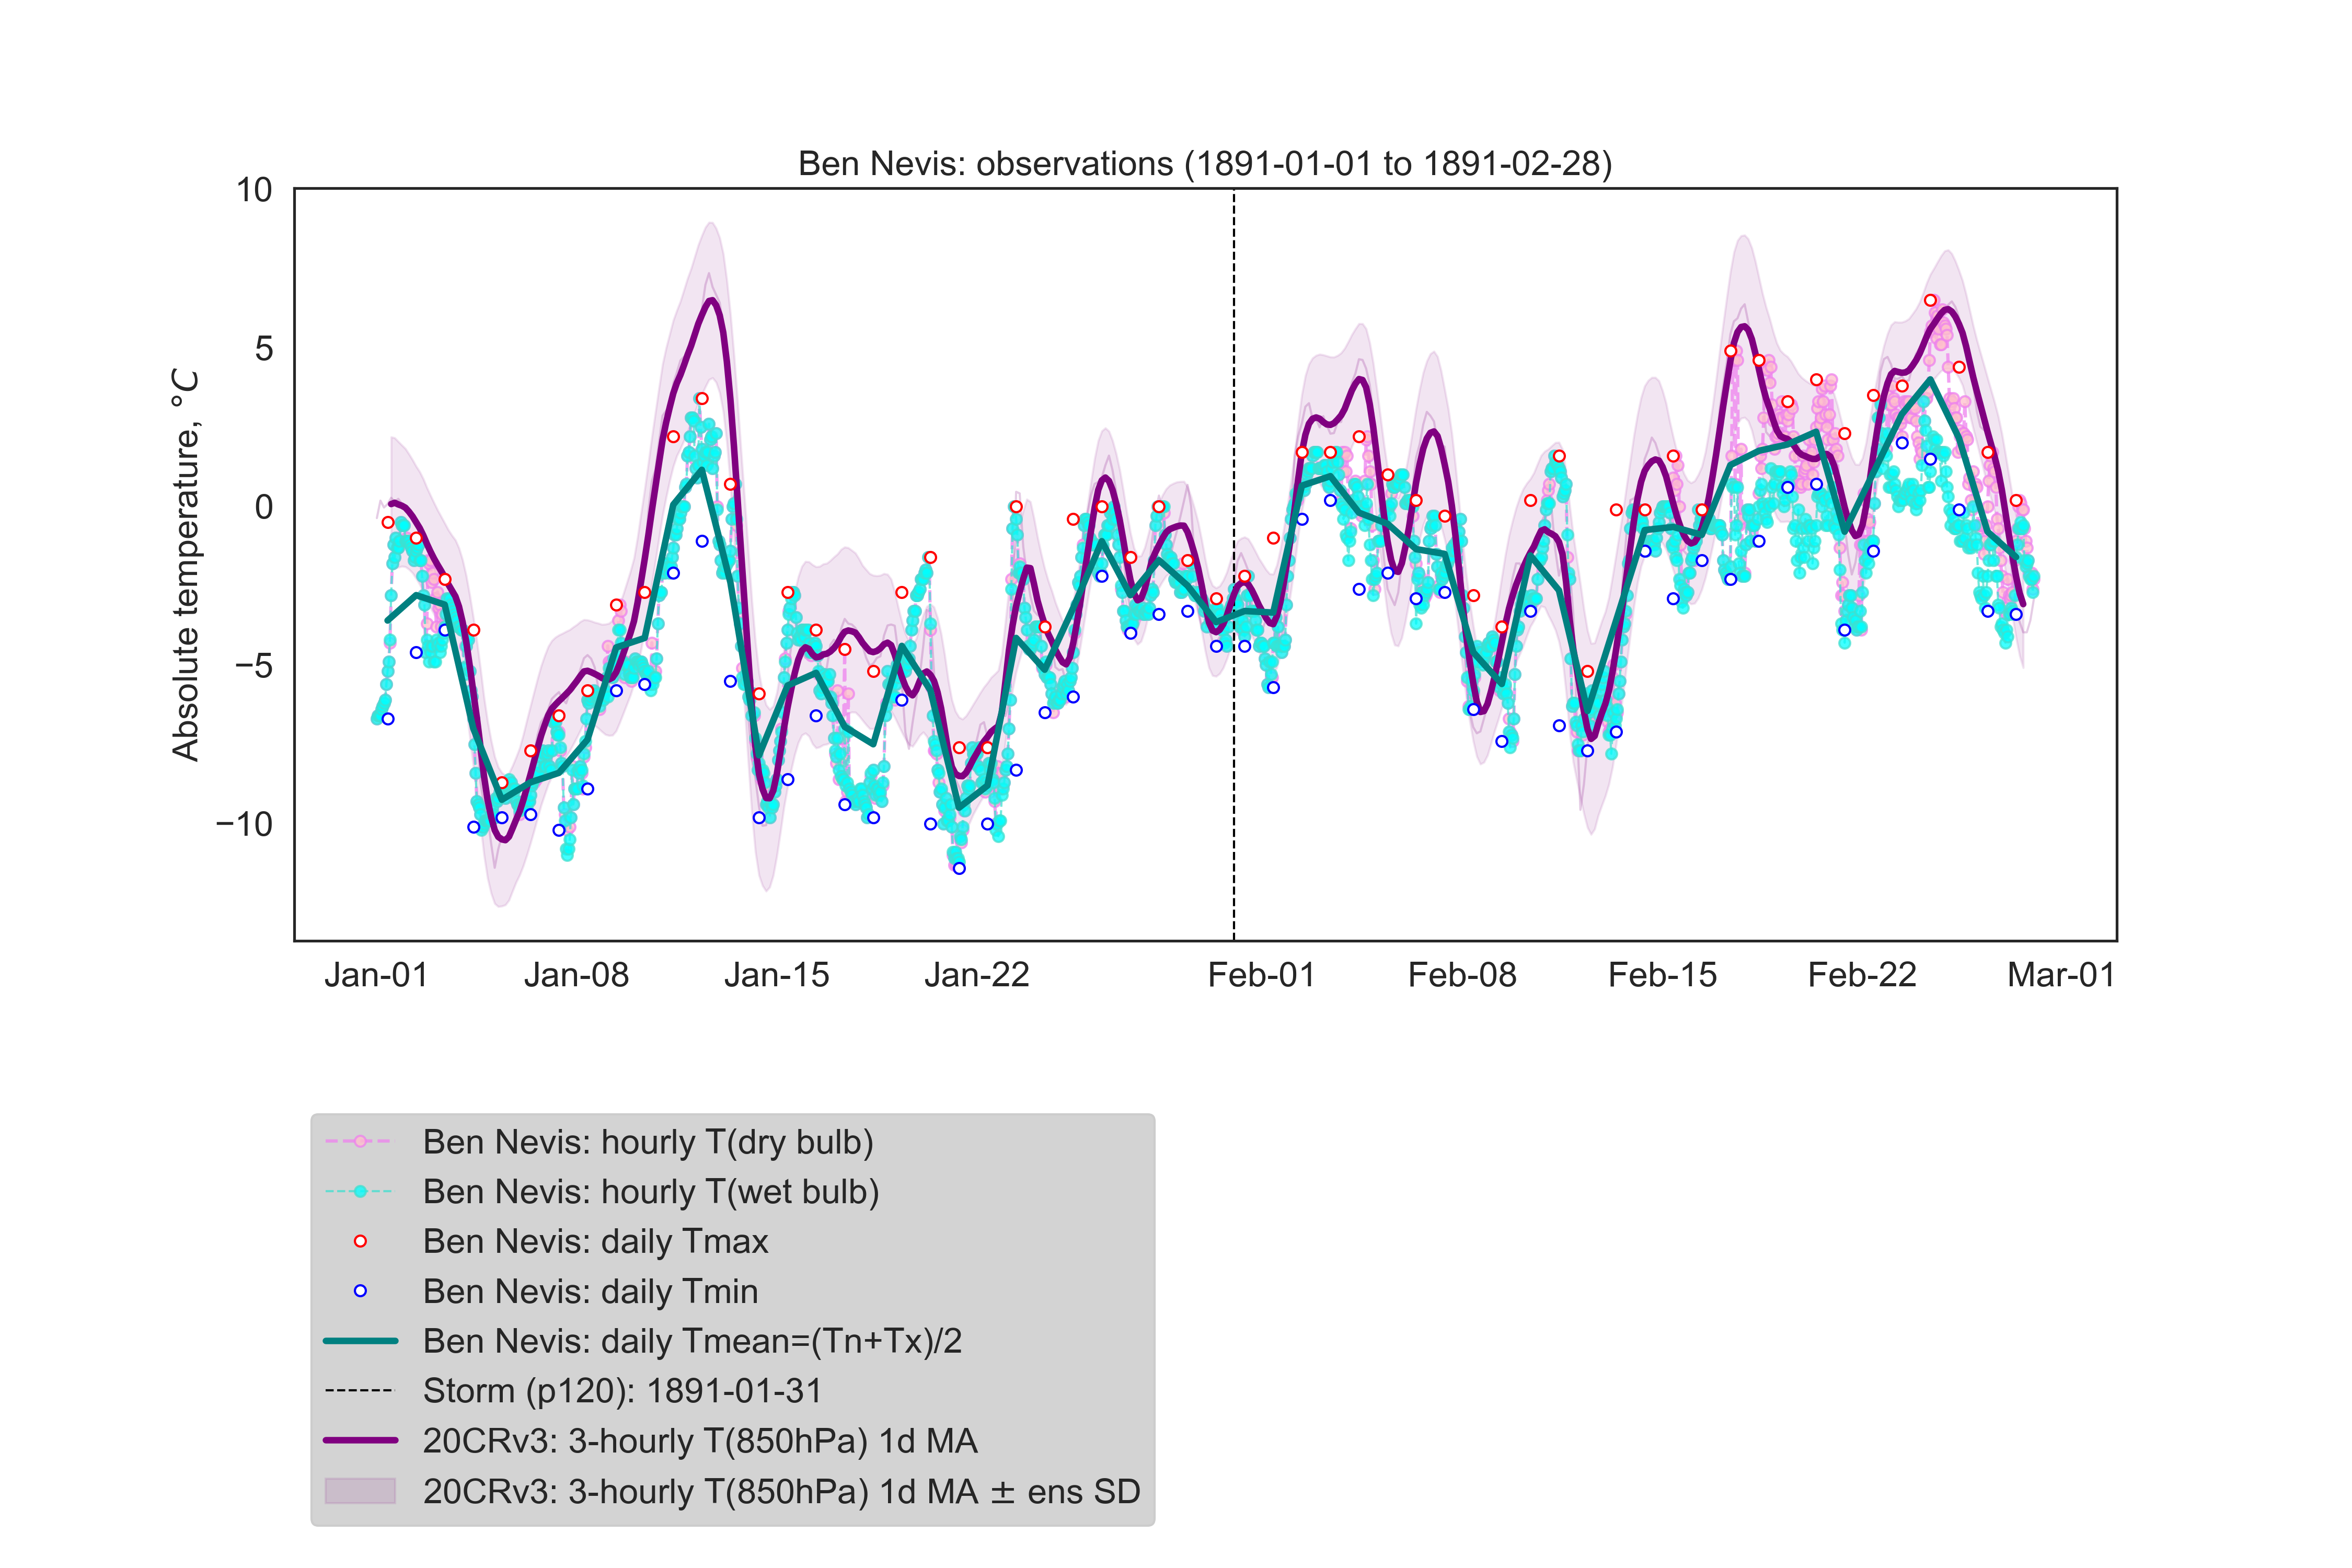 Ben Nevis: observations (1891-01-01 to 1891-02-28)
10
5
0
−5
−10
Absolute temperature, °C
Jan-01 Jan-08 Jan-15 Jan-22 Feb-01 Feb-08 Feb-15 Feb-22 Mar-01
Ben Nevis: hourly T(dry bulb)
Ben Nevis: hourly T(wet bulb)
Ben Nevis: daily Tmax
Ben Nevis: daily Tmin
Ben Nevis: daily Tmean=(Tn+Tx)/2
Storm (p120): 1891-01-31
20CRv3: 3-hourly T(850hPa) 1d MA
20CRv3: 3-hourly T(850hPa) 1d MA ± ens SD